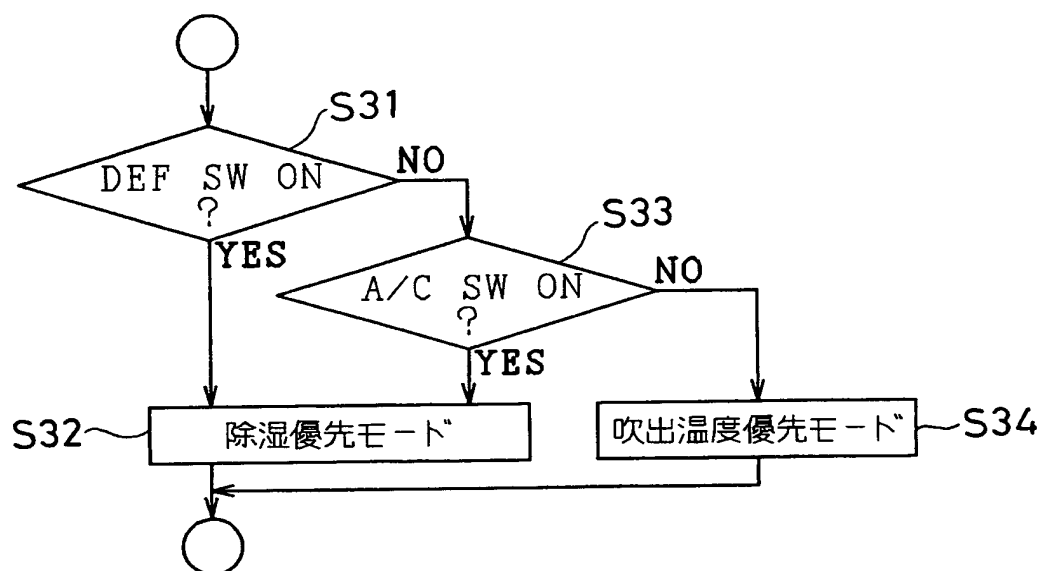 S31
DEF SW ON
?
NO
YES
S33
A/C SW ON
?
NO
YES
S32
除湿優先モード
吹出温度優先モード
S34